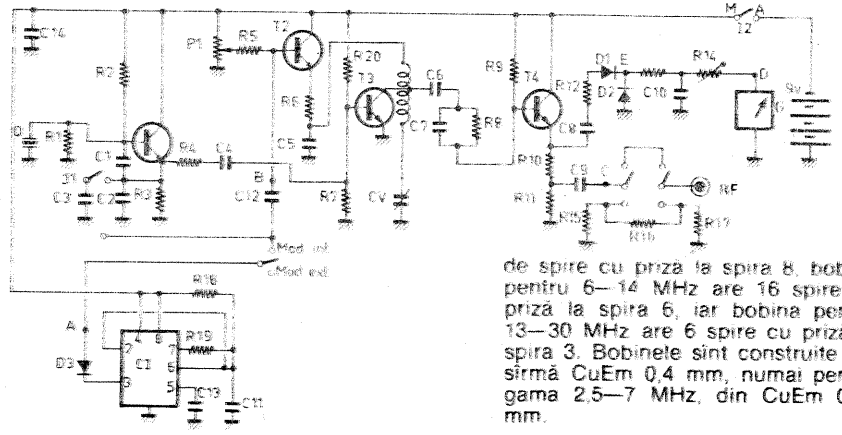 M A
I2
C14
P1
R5
T2
R2
R20
R9
D1 E
R14
D
T3
C6
T4
R12
D2
C10
9v
R6
C5
C7
R8
C8
Q
R1
C1
R4
C4
R10
J1
B
C9
C
RF
C3
C2
R3
C12
R7
CV
R11
R15
R16
R17
Mod int
Mod ext
R18
A
4 8
2
7
R19
D3
CI
6
3
5
C13
C11
de spire cu priză la spira 8, bob
pentru 6—14 MHz are 16 spire
priză la spira 6, iar bobina per
13—30 MHz are 6 spire cu priză
spira 3. Bobinele sînt construite
sîrmă CuEm 0,4 mm, numai per
gama 2,5—7 MHz, din CuEm 0
mm.